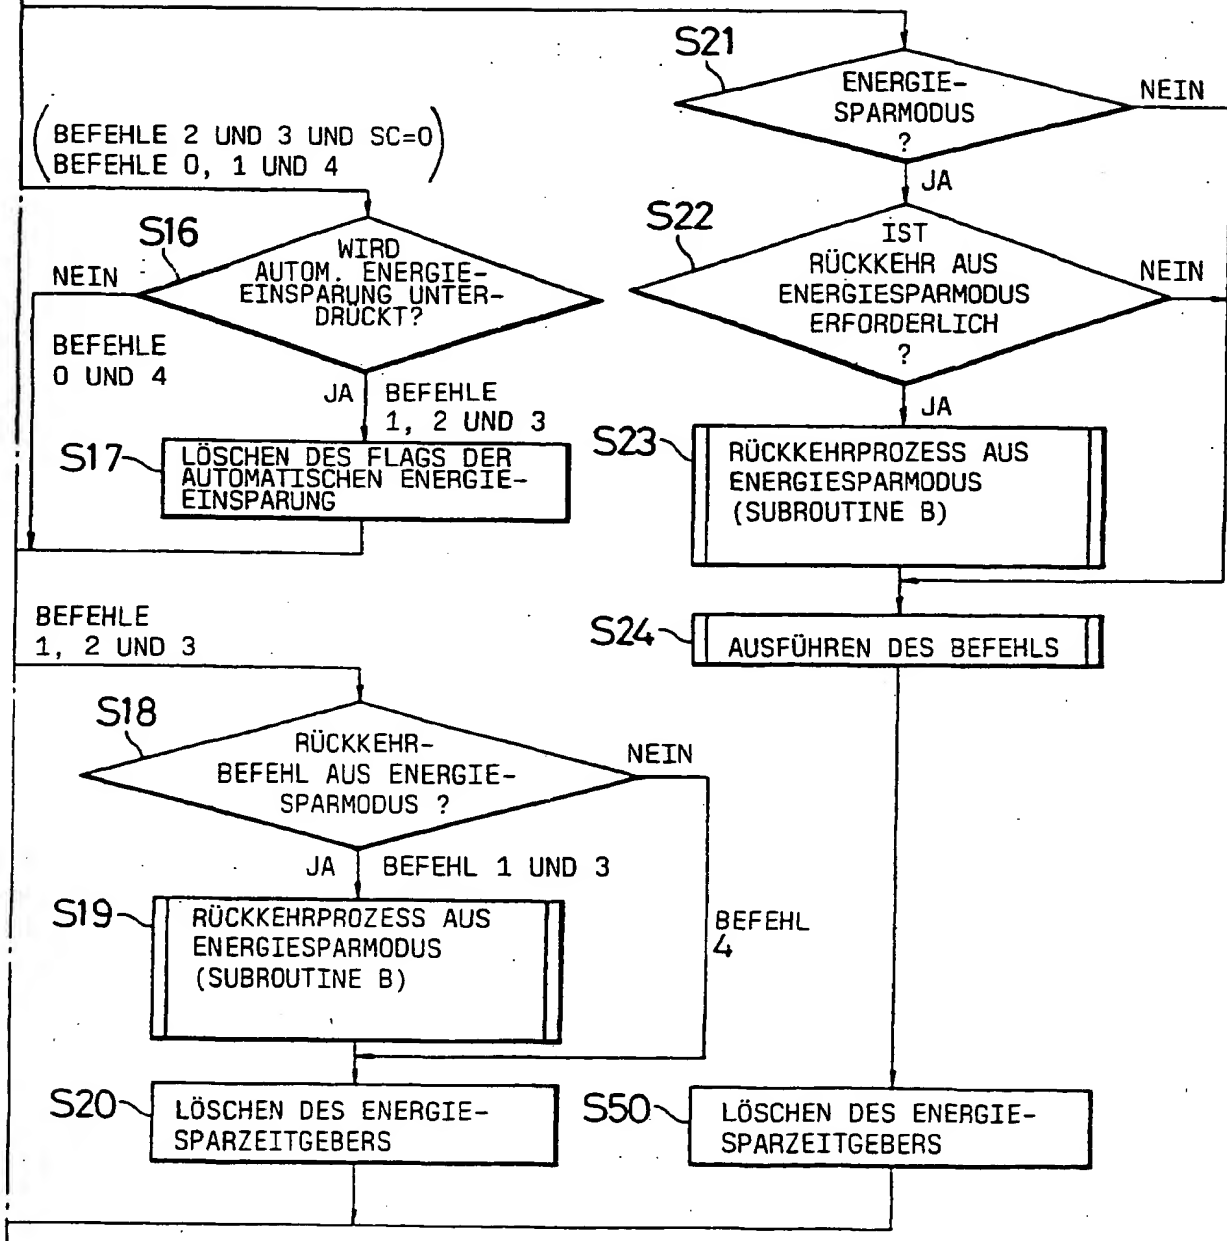 S21
ENERGIE-
SPARMODUS
?
NEIN
JA
(BEFEHLE 2 UND 3 UND SC=0)
(BEFEHLE 0, 1 UND 4)
S16
WIRD
AUTOM. ENERGIE-
EINSPARUNG UNTER-
DRÜCKT?
NEIN
BEFEHLE
0 UND 4
JA
BEFEHLE
1, 2 UND 3
S22
IST
RÜCKKEHR AUS
ENERGIESPARMODUS
ERFORDERLICH
?
NEIN
JA
S17
LÖSCHEN DES FLAGS DER
AUTOMATISCHEN ENERGIE-
EINSPARUNG
S23
RÜCKKEHRPROZESS AUS
ENERGIESPARMODUS
(SUBROUTINE B)
S24
AUSFÜHREN DES BEFEHLS
BEFEHLE
1, 2 UND 3
S18
RÜCKKEHR-
BEFEHL AUS ENERGIE-
SPARMODUS ?
NEIN
JA
BEFEHL 1 UND 3
BEFEHL
4
S19
RÜCKKEHRPROZESS AUS
ENERGIESPARMODUS
(SUBROUTINE B)
S20
LÖSCHEN DES ENERGIE-
SPARZEITGEBERS
S50
LÖSCHEN DES ENERGIE-
SPARZEITGEBERS